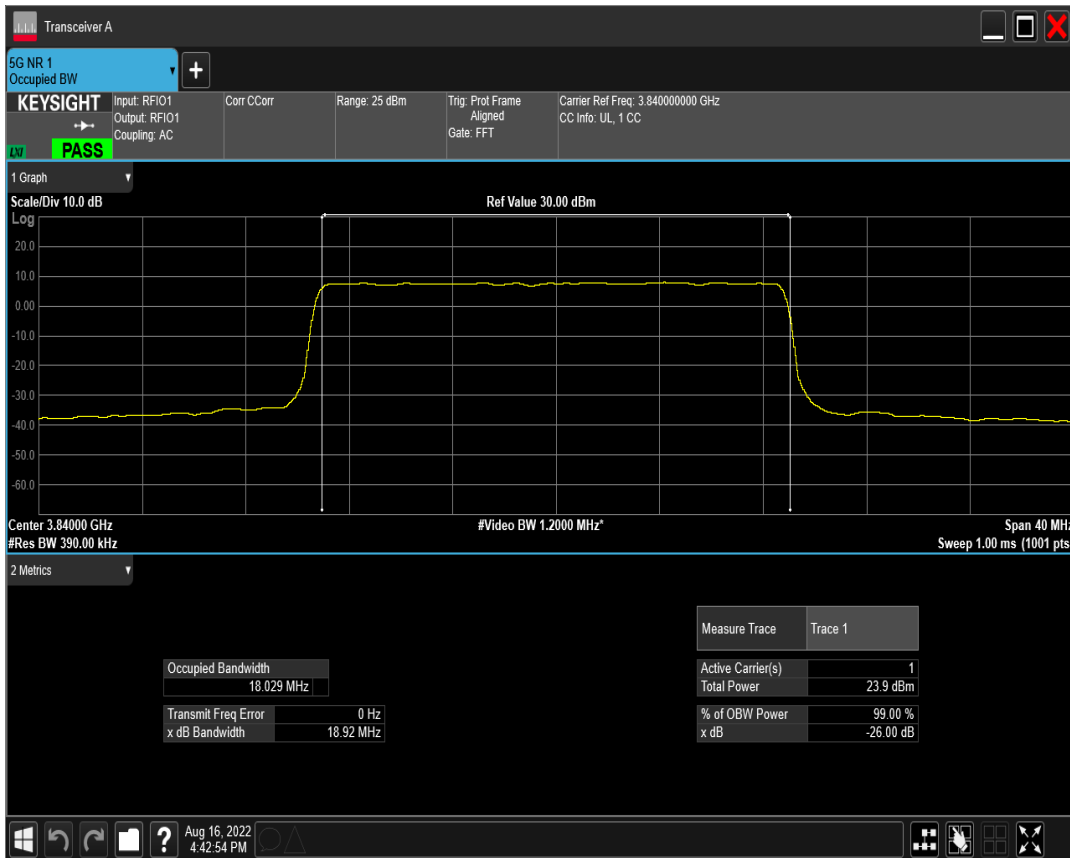 Transceiver A
5G NR 1
Occupied BW
KEYSIGHT
LXI
PASS
Input: RFIO1
Output: RFIO1
Coupling: AC
Corr CCorr
Range: 25 dBm
Trig: Prot Frame
Aligned
Gate: FFT
Carrier Ref Freq: 3.840000000 GHz
CC Info: UL, 1 CC
1 Graph
Scale/Div 10.0 dB
Ref Value 30.00 dBm
Log
20.0
10.0
0.00
-10.0
-20.0
-30.0
-40.0
-50.0
-60.0
Center 3.84000 GHz
#Video BW 1.2000 MHz*
Span 40 MHz
#Res BW 390.00 kHz
Sweep 1.00 ms (1001 pts
2 Metrics
Measure Trace Trace 1
Occupied Bandwidth
18.029 MHz
Active Carrier(s) 1
Total Power 23.9 dBm
Transmit Freq Error 0 Hz
x dB Bandwidth 18.92 MHz
% of OBW Power 99.00 %
x dB -26.00 dB
?
Aug 16, 2022
4:42:54 PM